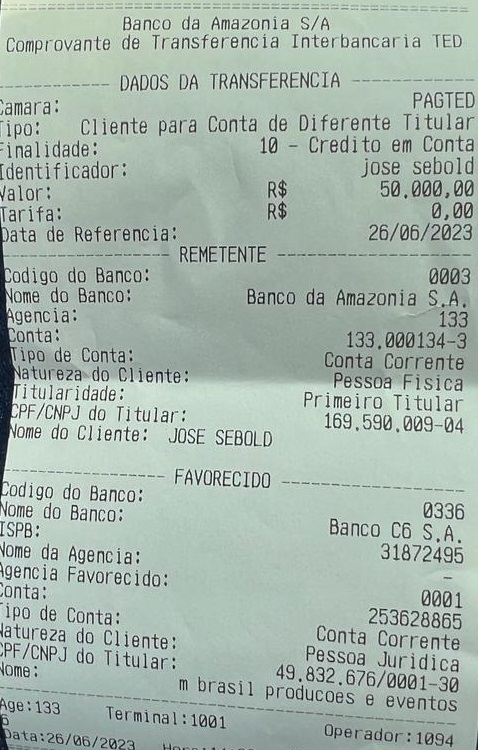 Banco da Amazonia S/A
Comprovante de Transferencia Interbancaria TED
DADOS DA TRANSFERENCIA
Camara: PAGTED
Tipo: Cliente para Conta de Diferente Titular
Finalidade: 10 - Credito em Conta
Identificador: jose sebold
Valor: R$ 50.000,00
Tarifa: R$ 0,00
Data de Referencia: 26/06/2023
REMETENTE
Codigo do Banco: 0003
Nome do Banco: Banco da Amazonia S.A.
Agencia: 133
Conta: 133.000134-3
Tipo de Conta: Conta Corrente
Natureza do Cliente: Pessoa Fisica
Titularidade: Primeiro Titular
CPF/CNPJ do Titular: 169.590.009-04
Nome do Cliente: JOSE SEBOLD
FAVORECIDO
Codigo do Banco: 0336
Nome do Banco: Banco C6 S.A.
ISPB: 31872495
Nome da Agencia: -
Agencia Favorecido: 0001
Conta: 253628865
Tipo de Conta: Conta Corrente
Natureza do Cliente: Pessoa Juridica
CPF/CNPJ do Titular: 49.832.676/0001-30
Nome: m brasil producoes e eventos
Age:133 Terminal:1001 Operador:1094
Data:26/06/2023